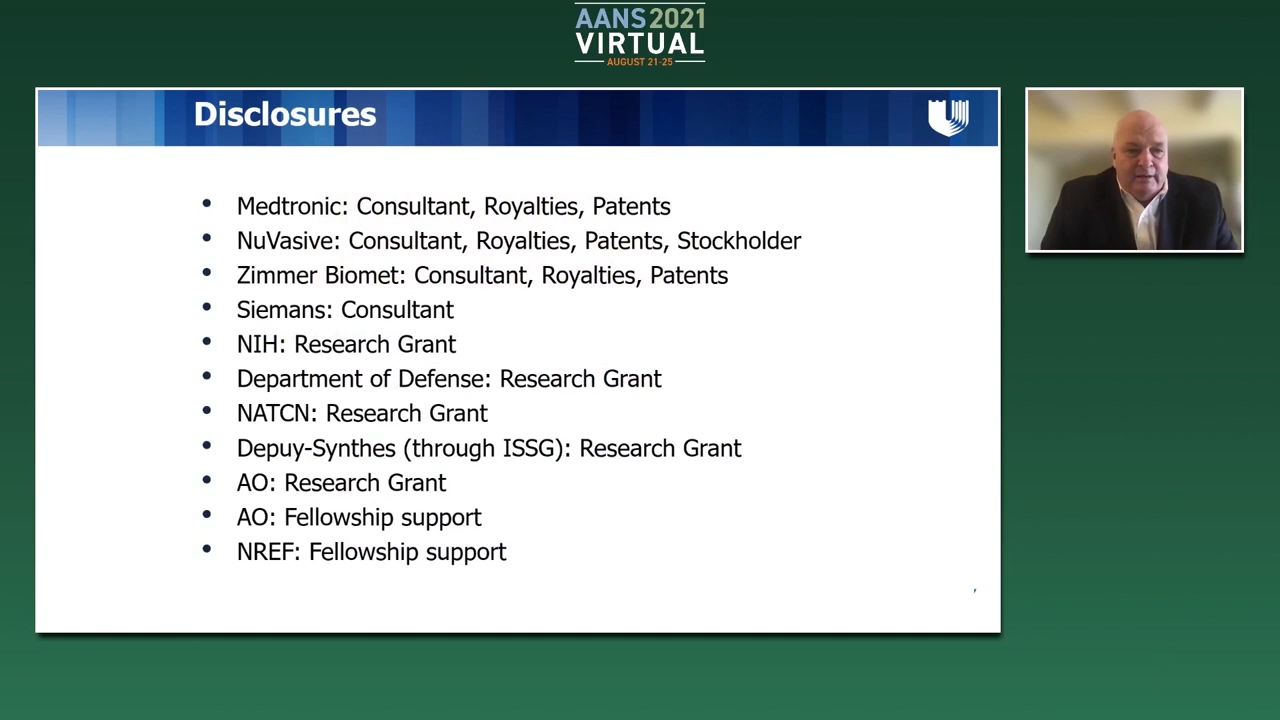 AANS 2021
VIRTUAL
AUGUST 21-25
Disclosures
• Medtronic: Consultant, Royalties, Patents
• NuVasive: Consultant, Royalties, Patents, Stockholder
• Zimmer Biomet: Consultant, Royalties, Patents
• Siemans: Consultant
• NIH: Research Grant
• Department of Defense: Research Grant
• NATCN: Research Grant
• Depuy-Synthes (through ISSG): Research Grant
• AO: Research Grant
• AO: Fellowship support
• NREF: Fellowship support